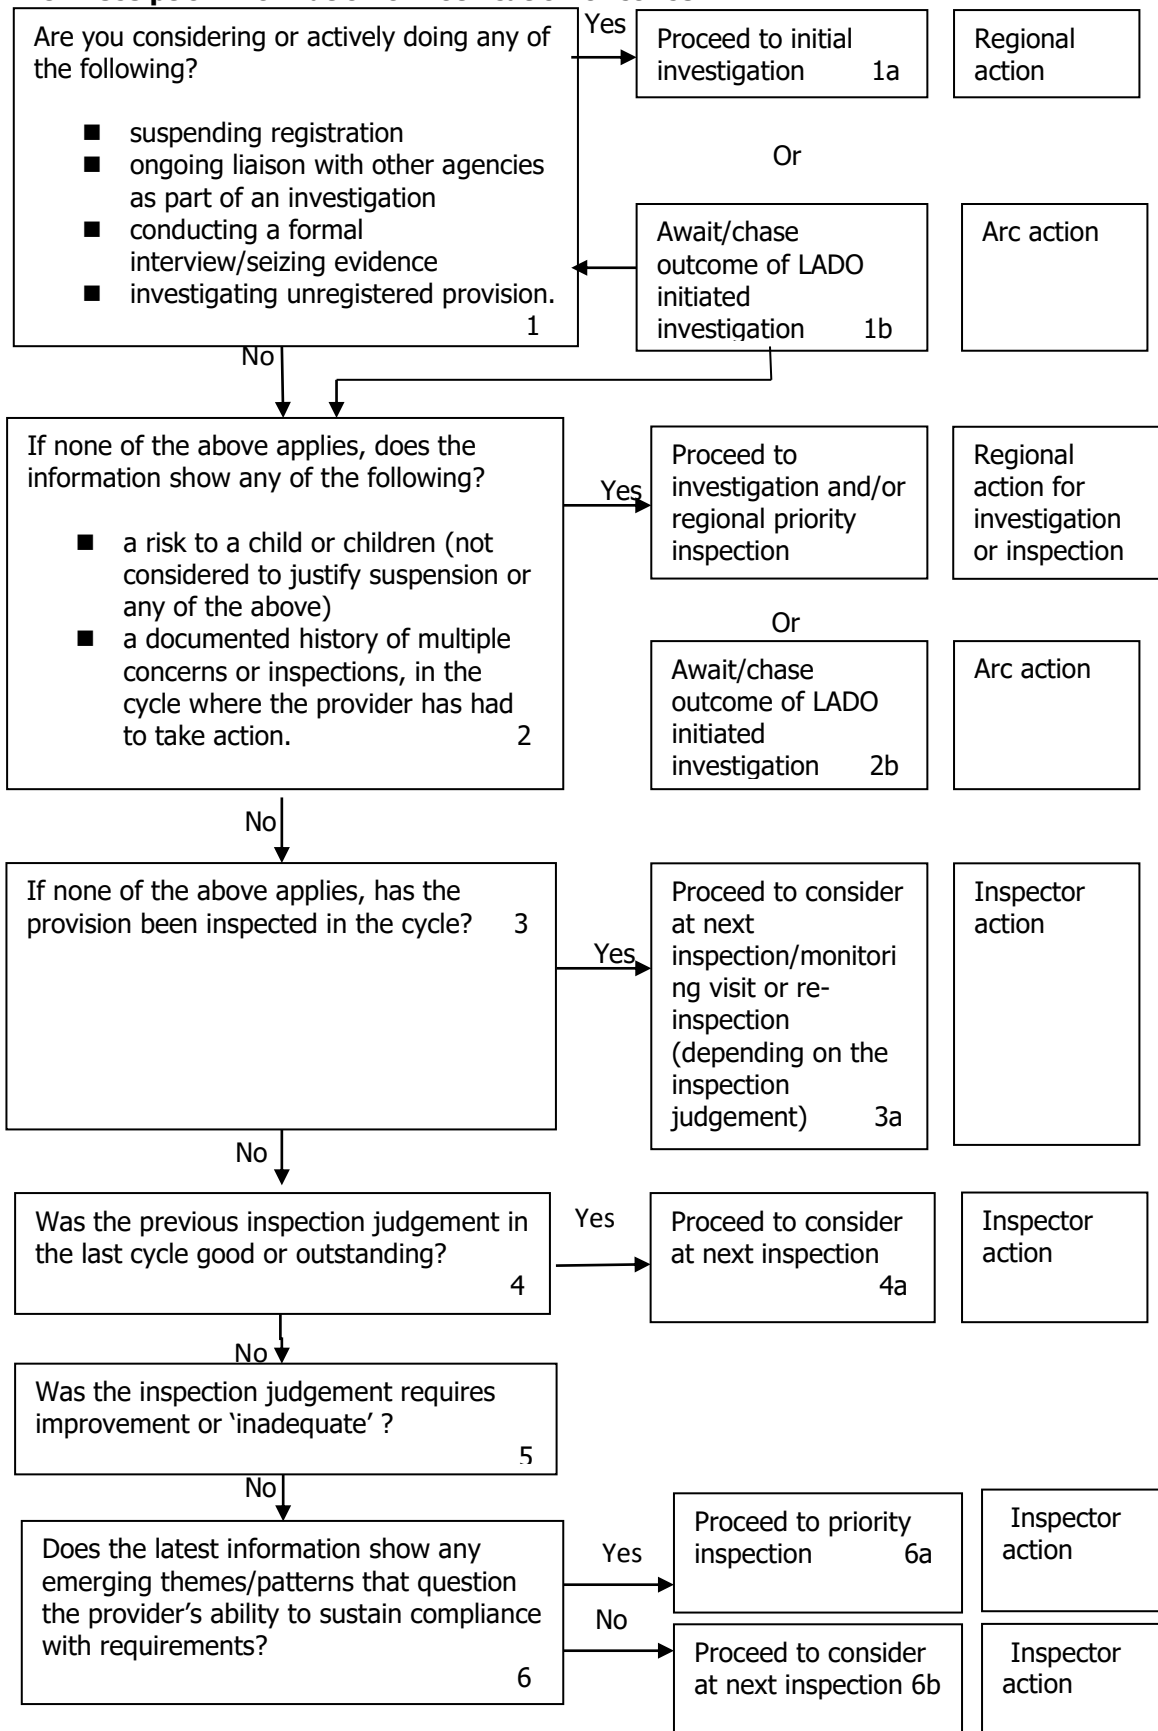 Are you considering or actively doing any of
the following?
■ suspending registration
■ ongoing liaison with other agencies
as part of an investigation
■ conducting a formal
interview/seizing evidence
■ investigating unregistered provision.
1
Yes
Proceed to initial
investigation 1a
Regional
action
Or
Await/chase
outcome of LADO
initiated
investigation 1b
Arc action
No
If none of the above applies, does the
information show any of the following?
■ a risk to a child or children (not
considered to justify suspension or
any of the above)
■ a documented history of multiple
concerns or inspections, in the
cycle where the provider has had
to take action. 2
Yes
Proceed to
investigation and/or
regional priority
inspection
Regional
action for
investigation
or inspection
Or
Await/chase
outcome of LADO
initiated
investigation 2b
Arc action
No
If none of the above applies, has the
provision been inspected in the cycle? 3
Yes
Proceed to consider
at next
inspection/monitori
ng visit or re-
inspection
(depending on the
inspection
judgement) 3a
Inspector
action
No
Was the previous inspection judgement in
the last cycle good or outstanding?
4
Yes
Proceed to consider
at next inspection
4a
Inspector
action
No
Was the inspection judgement requires
improvement or ‘inadequate’ ?
5
No
Does the latest information show any
emerging themes/patterns that question
the provider’s ability to sustain compliance
with requirements?
6
Yes
Proceed to priority
inspection 6a
Inspector
action
No
Proceed to consider
at next inspection 6b
Inspector
action